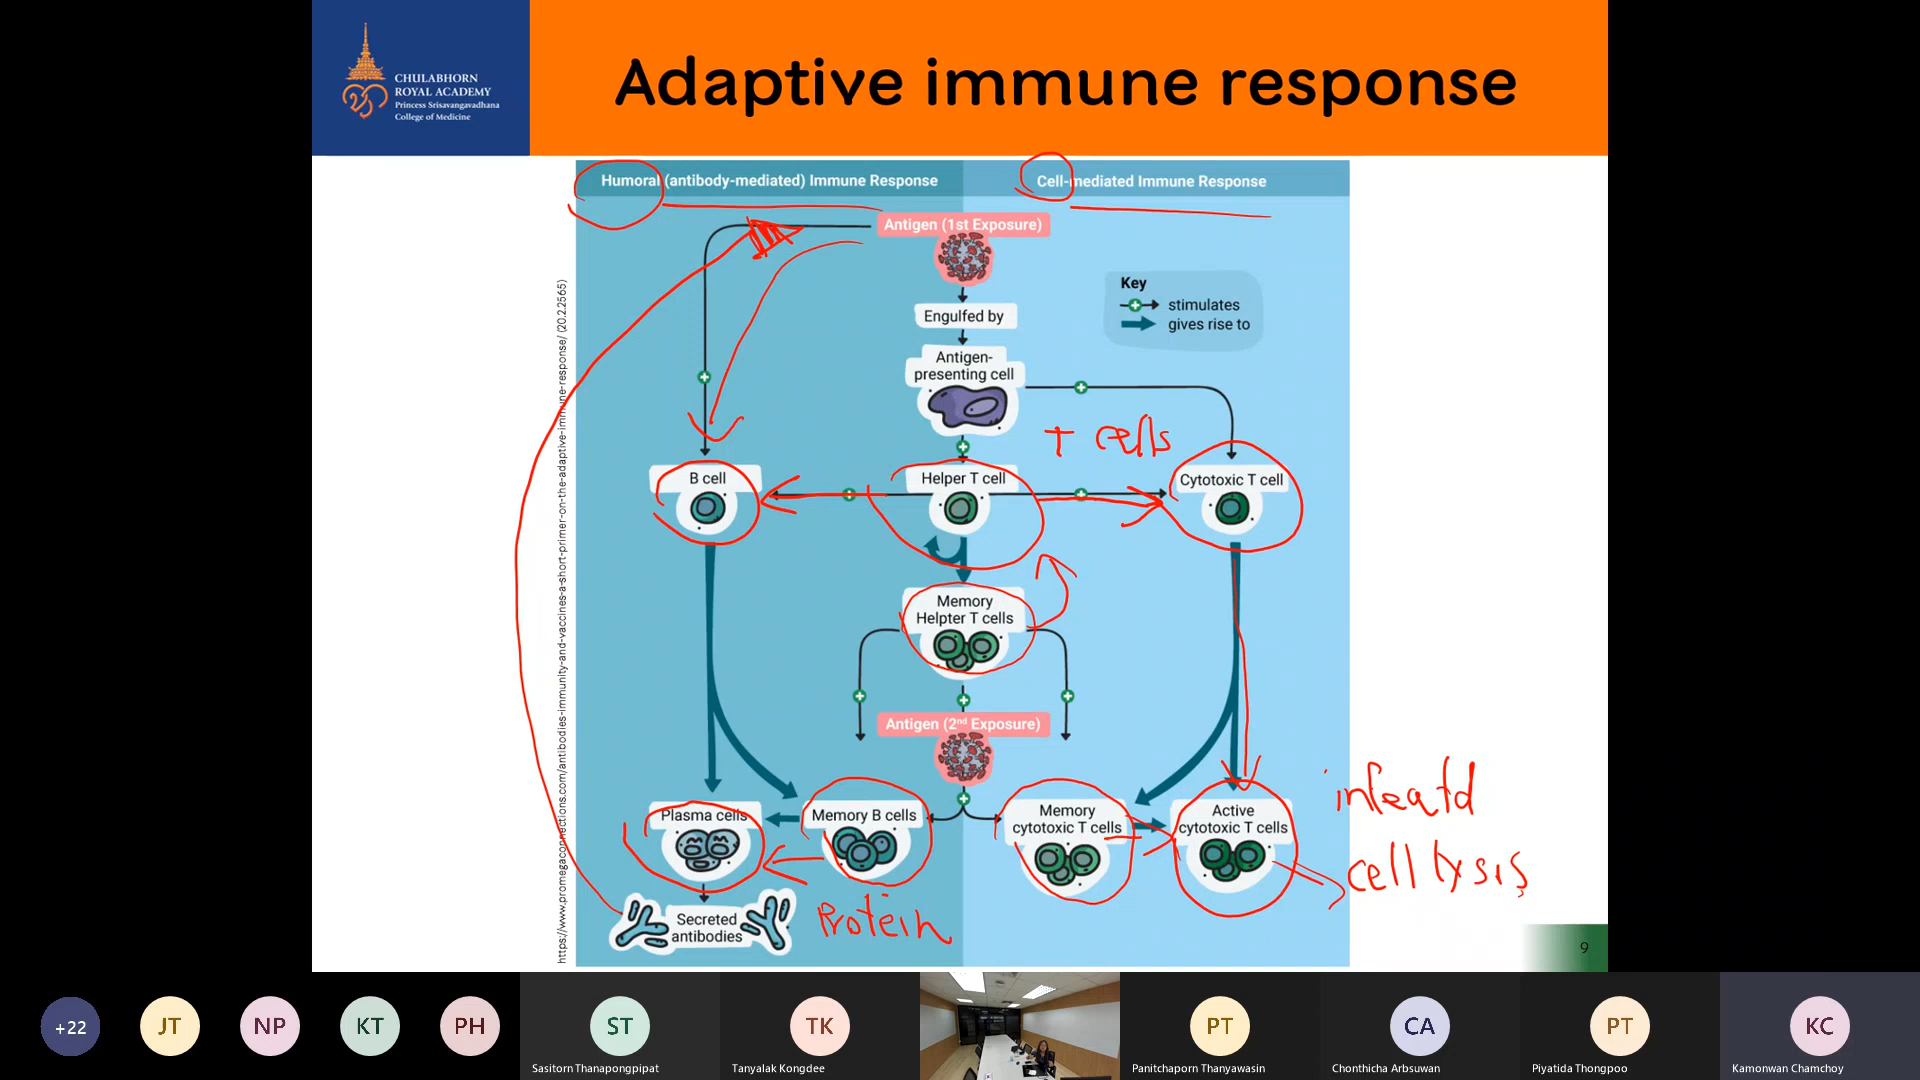 CHULABHORN
ROYAL ACADEMY
Princess Srisavangavadhana
College of Medicine
Adaptive immune response
Humoral (antibody-mediated) Immune Response
Cell-mediated Immune Response
Antigen (1st Exposure)
Key
stimulates
gives rise to
Engulfed by
Antigen-
presenting cell
T cells
B cell
Helper T cell
Cytotoxic T cell
Memory
Helpter T cells
Antigen (2nd Exposure)
Plasma cells
Memory B cells
Memory
cytotoxic T cells
Active
cytotoxic T cells
cell lysis
Secreted
antibodies
Protein
https://www.promegaconnections.com/antibodies-immunity-and-vaccines-a-short-primer-on-the-adaptive-immune-response/ (20.2.2565)
9
+22
JT
NP
KT
PH
ST
Sasitorn Thanapongpipat
TK
Tanyalak Kongdee
PT
Panitchaporn Thanyawasin
CA
Chonthicha Arbsuwan
PT
Piyatida Thongpoo
KC
Kamonwan Chamchoy